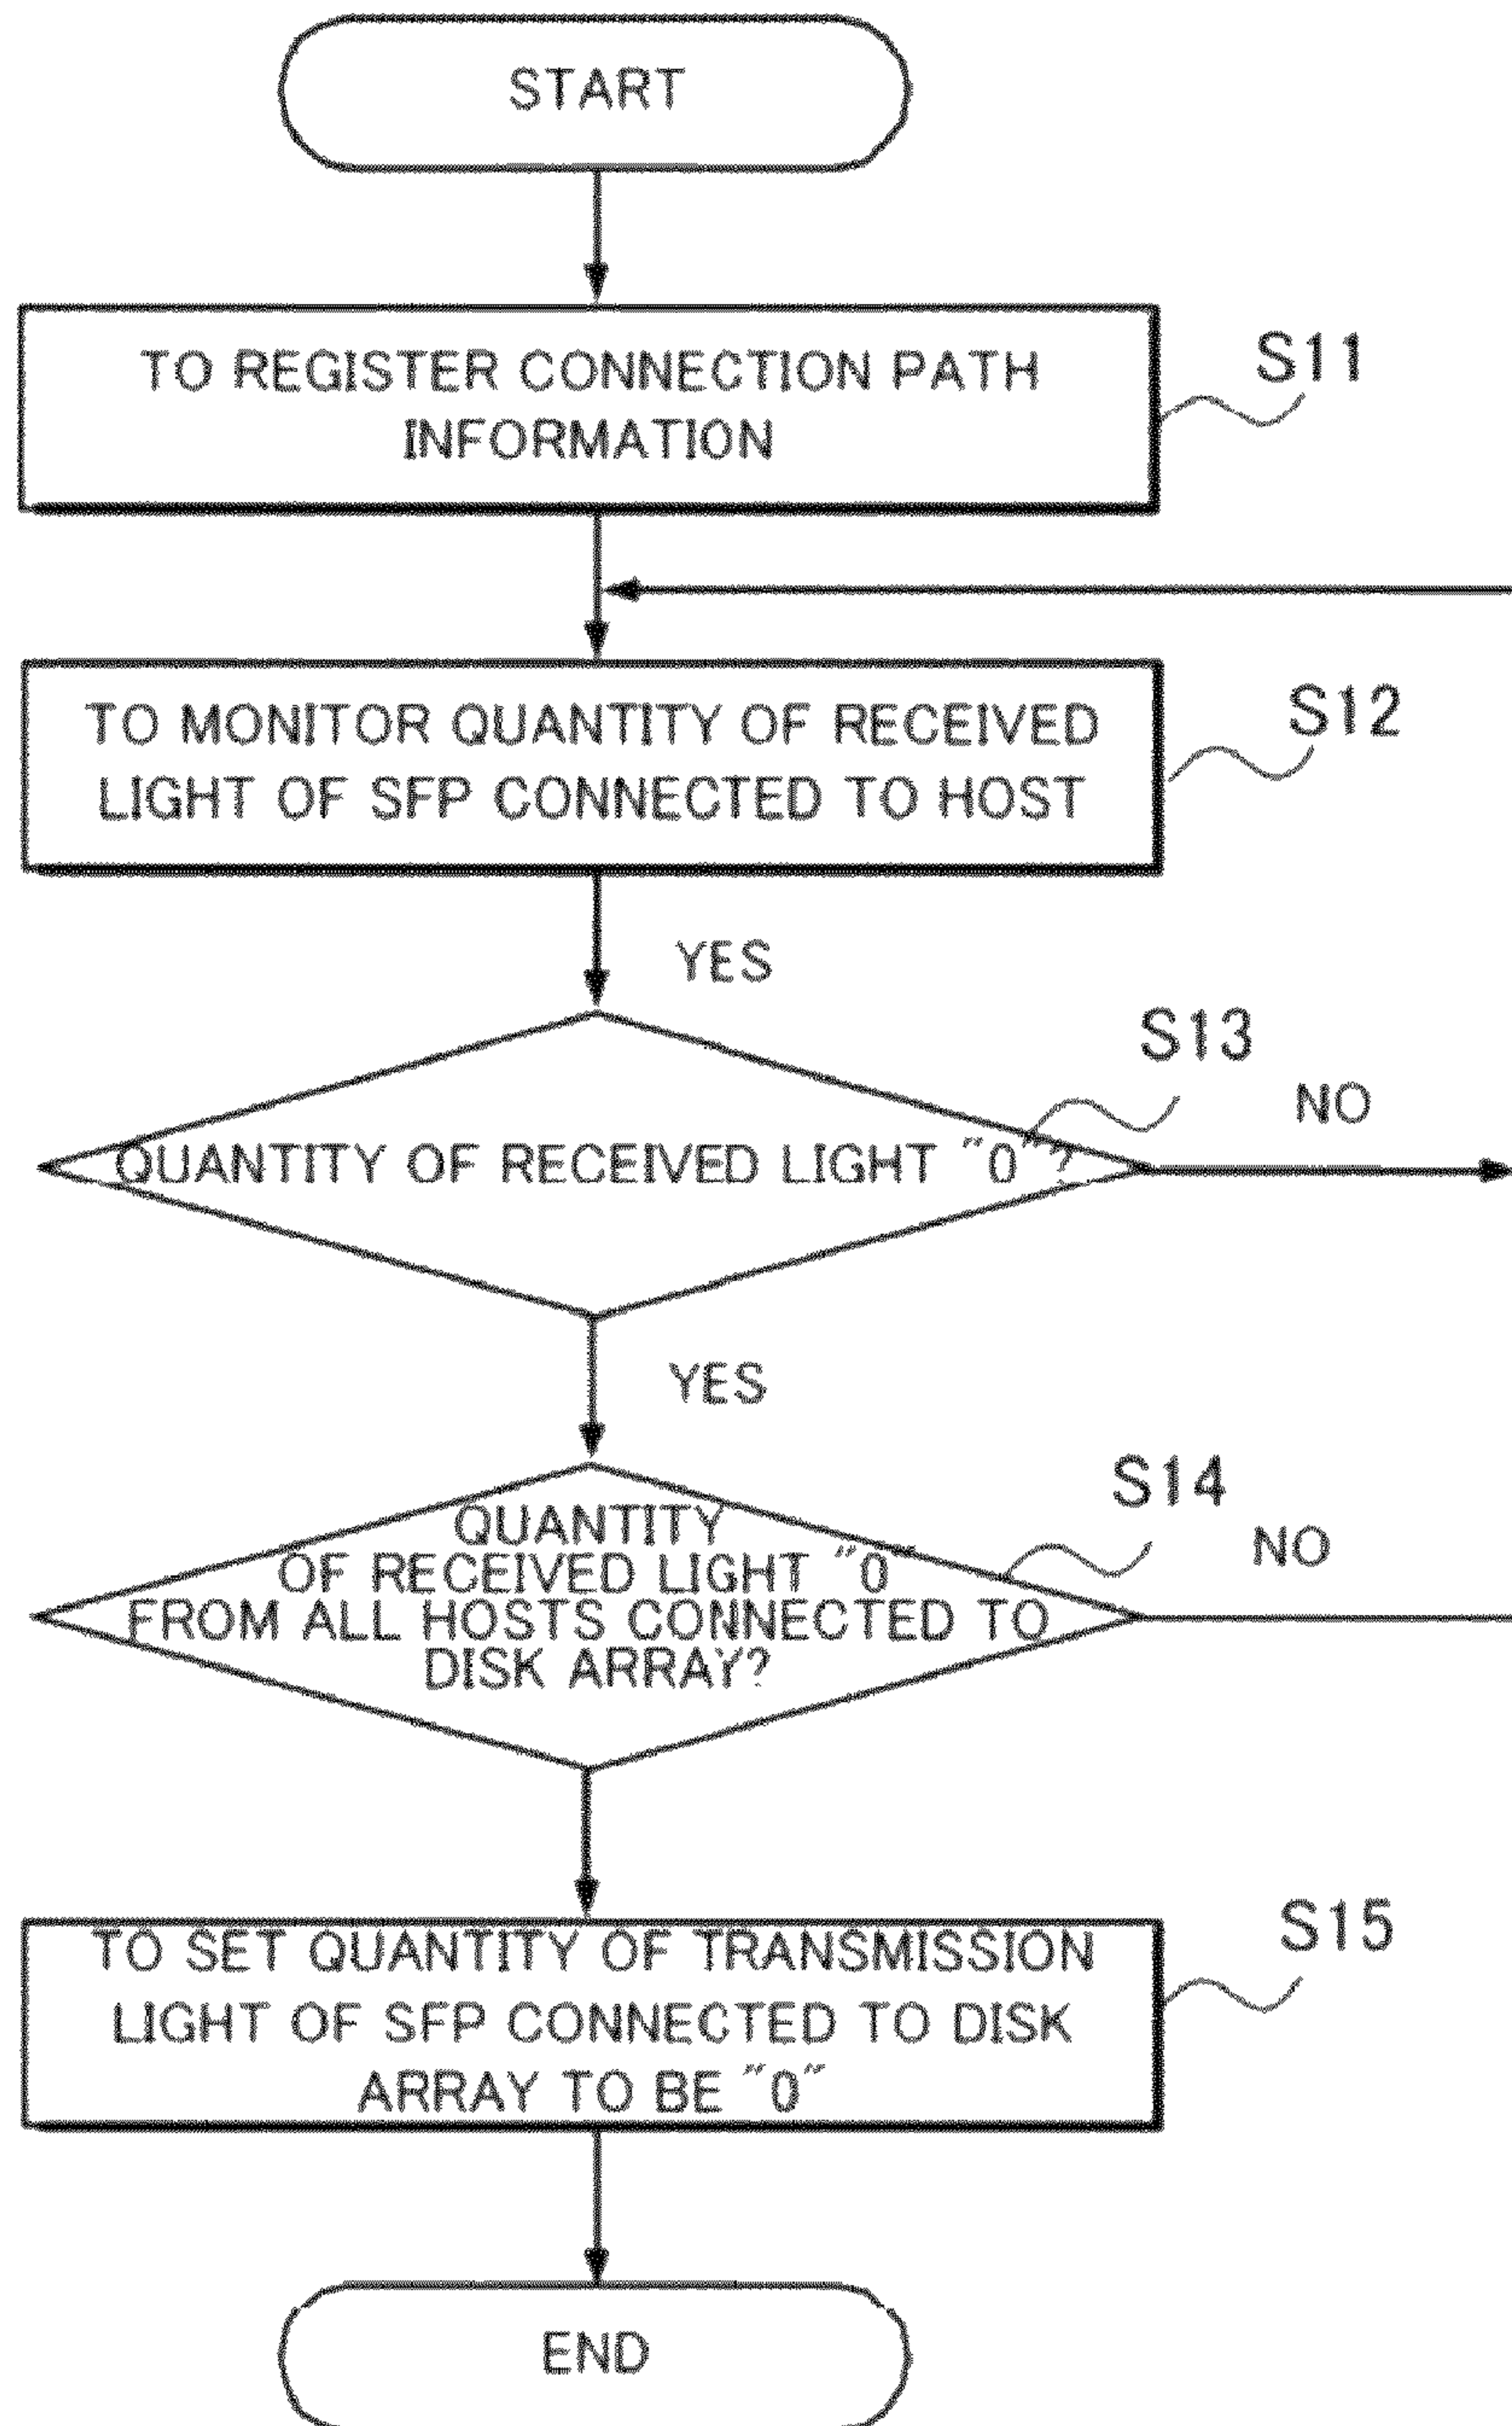 START
TO REGISTER CONNECTION PATH
INFORMATION
S11
TO MONITOR QUANTITY OF RECEIVED
LIGHT OF SFP CONNECTED TO HOST
S12
YES
S13
NO
QUANTITY OF RECEIVED LIGHT "0"?
YES
S14
NO
QUANTITY
OF RECEIVED LIGHT "0"
FROM ALL HOSTS CONNECTED TO
DISK ARRAY?
TO SET QUANTITY OF TRANSMISSION
LIGHT OF SFP CONNECTED TO DISK
ARRAY TO BE "0"
S15
END